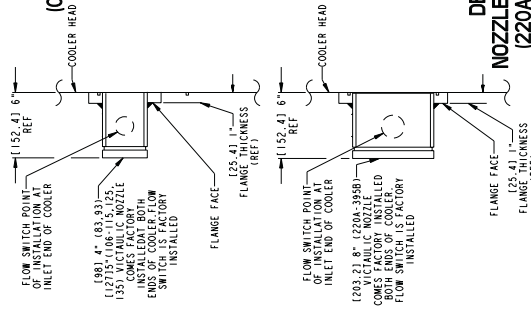 FLOW SWITCH POINT
OF INSTALLATION AT
INLET END OF COOLER
[152.4] 6"
REF
COOLER HEAD
[98] 4" (83,93)
[127]5"(106-115,125,
135) VICTAULIC NOZZLE
COMES FACTORY
INSTALLEDAT BOTH
ENDS OF COOLER.FLOW
SWITCH IS FACTORY
INSTALLED
FLANGE FACE
[25.4] 1"
FLANGE THICKNESS
(REF)
FLOW SWITCH POINT
OF INSTALLATION AT
INLET END OF COOLER
[152.4] 6"
REF
COOLER HEAD
[203.2] 8" (220A-395B)
VICTAULIC NOZZLE
COMES FACTORY INSTALLED
BOTH ENDS OF COOLER.
FLOW SWITCH IS FACTORY
INSTALLED
FLANGE FACE
[25.4] 1"
FLANGE THICKNESS
(0
DE
NOZZLE
(220A